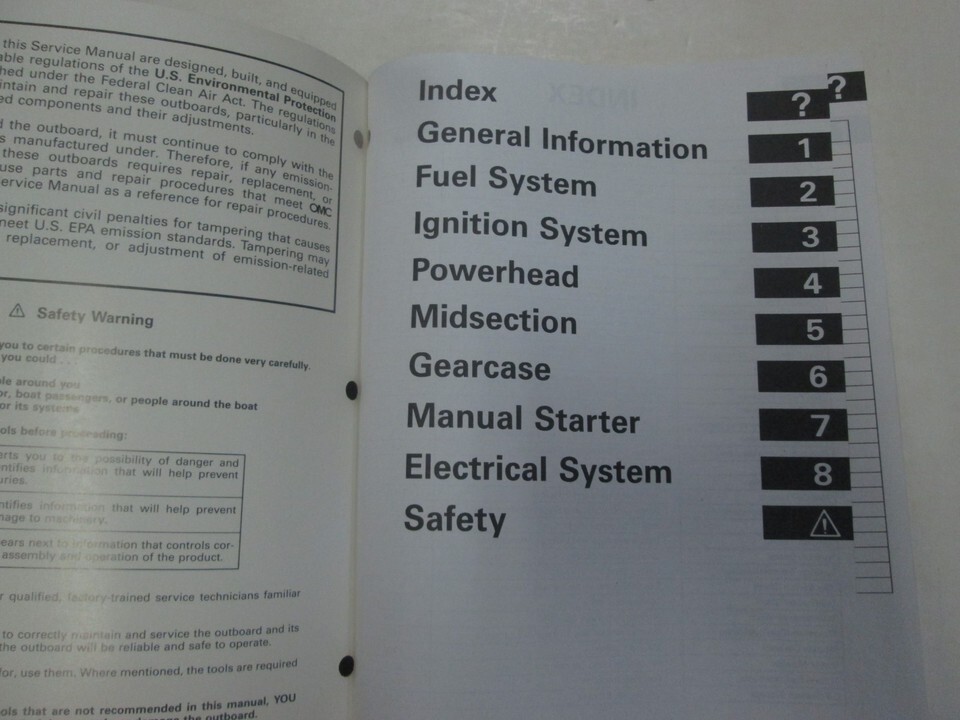 this Service Manual are designed, built, and equipped
able regulations of the U.S. Environmental Protection
hed under the Federal Clean Air Act. The regulations
intain and repair these outboards, particularly in the
ed components and their adjustments.
d the outboard, it must continue to comply with the
s manufactured under. Therefore, if any emission-
these outboards requires repair, replacement, or
use parts and repair procedures that meet OMC
Service Manual as a reference for repair procedures.
significant civil penalties for tampering that causes
meet U.S. EPA emission standards. Tampering may
replacement, or adjustment of emission-related
⚠ Safety Warning
you to certain procedures that must be done very carefully.
you could . . .
ple around you
or, boat passengers, or people around the boat
or its systems
ols before proceeding:
erts you to the possibility of danger and
entifies information that will help prevent
uries.
ntifies information that will help prevent
mage to machinery.
pears next to information that controls cor-
assembly and operation of the product.
r qualified, factory-trained service technicians familiar
to correctly maintain and service the outboard and its
the outboard will be reliable and safe to operate.
for, use them. Where mentioned, the tools are required
ols that are not recommended in this manual, YOU
damage the outboard.
?
Index ?
General Information 1
Fuel System 2
Ignition System 3
Powerhead 4
Midsection 5
Gearcase 6
Manual Starter 7
Electrical System 8
Safety ⚠